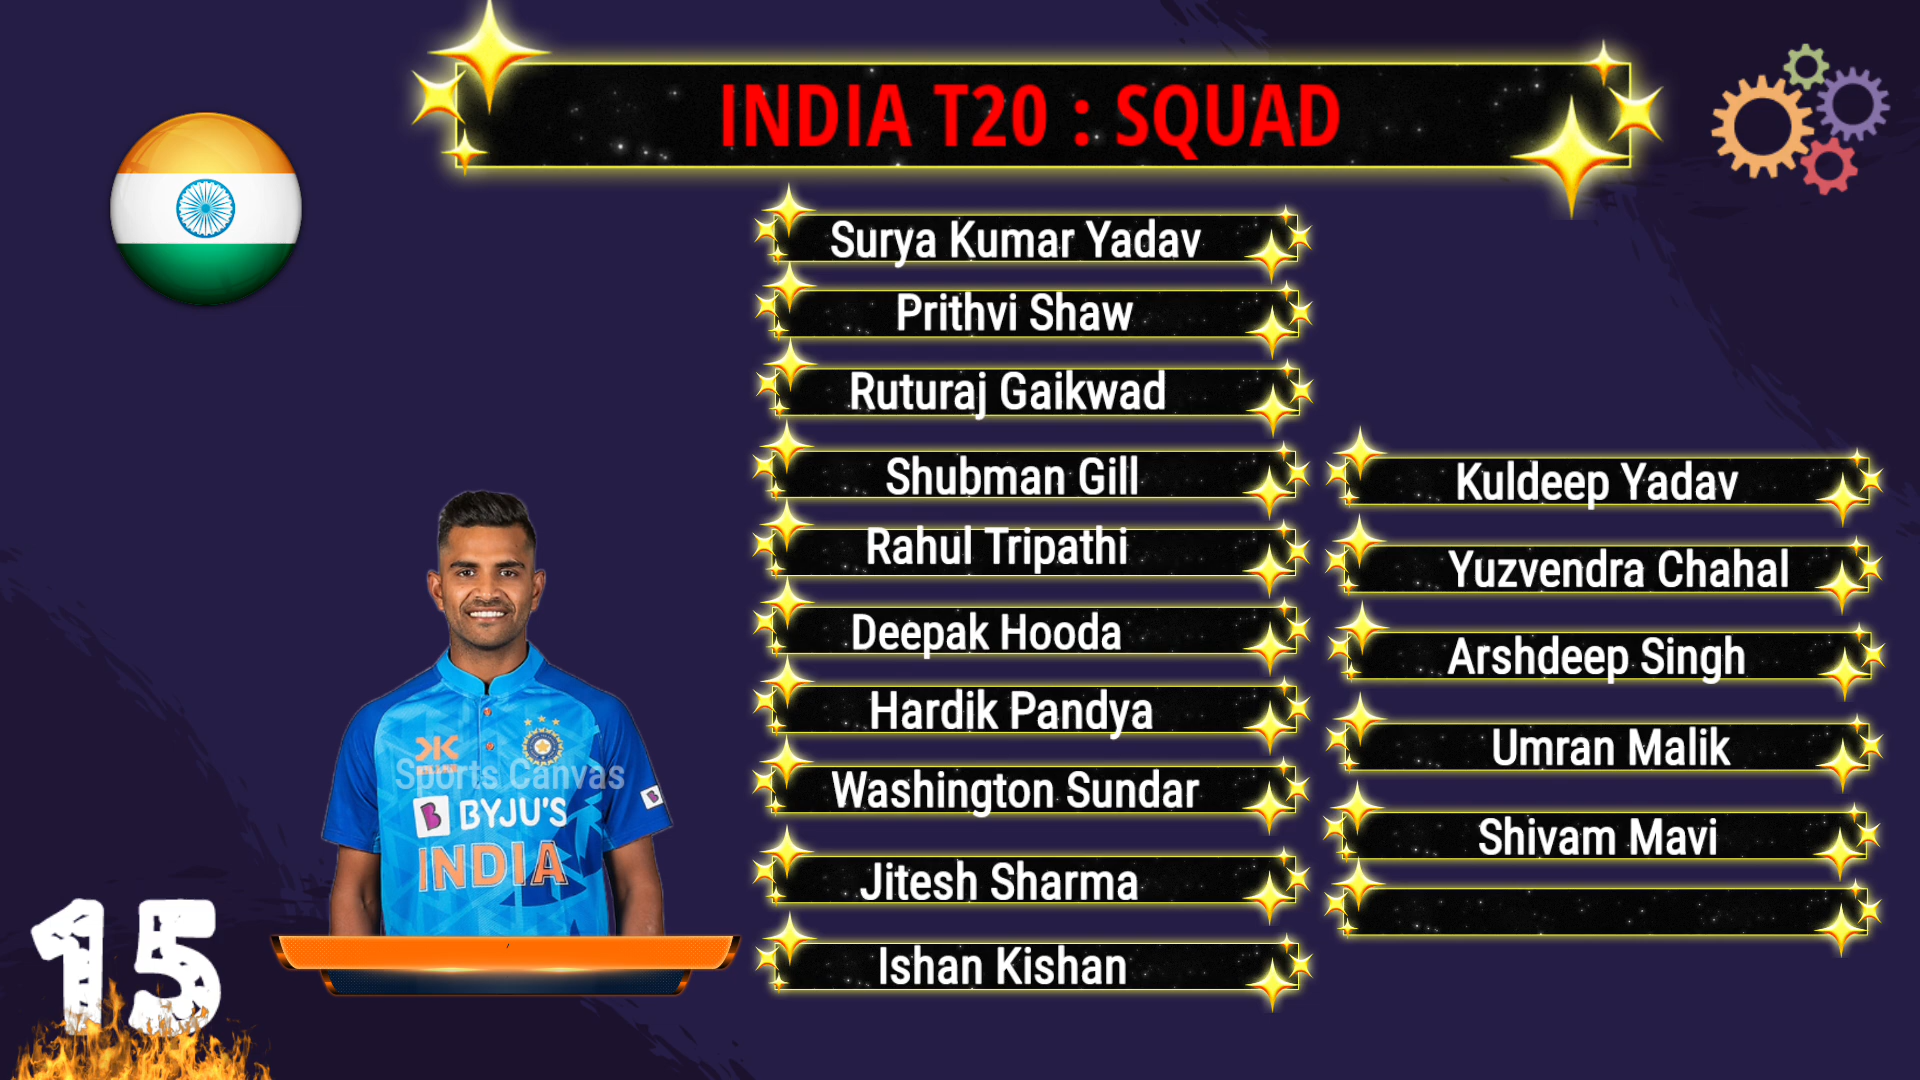 INDIA T20 : SQUAD
Surya Kumar Yadav
Prithvi Shaw
Ruturaj Gaikwad
Shubman Gill
Rahul Tripathi
Deepak Hooda
Hardik Pandya
Washington Sundar
Jitesh Sharma
Ishan Kishan
Kuldeep Yadav
Yuzvendra Chahal
Arshdeep Singh
Umran Malik
Shivam Mavi
Sports Canvas
B BYJU'S
INDIA
15